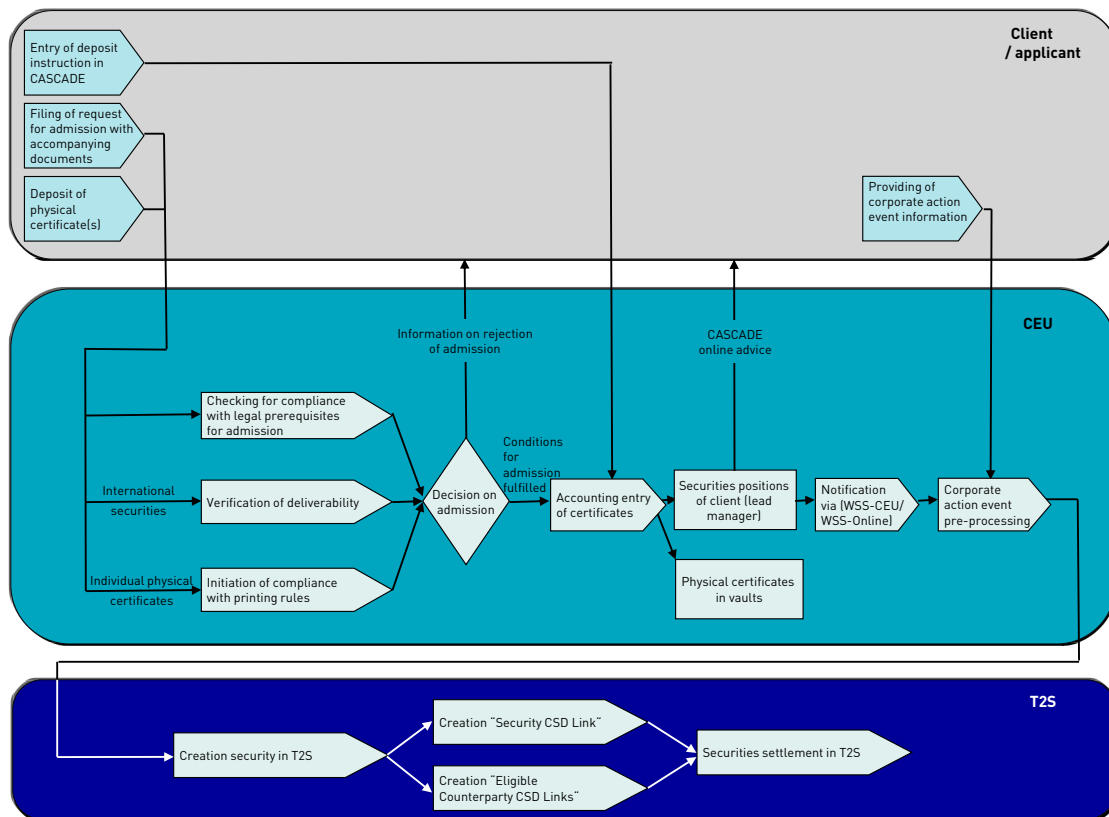 Client
/ applicant
Entry of deposit
instruction in
CASCADE
Filing of request
for admission with
accompanying
documents
Deposit of
physical
certificate(s)
Providing of
corporate action
event information
CEU
Information on rejection
of admission
CASCADE
online advice
Checking for compliance
with legal prerequisites
for admission
International
securities
Verification of deliverability
Individual physical
certificates
Initiation of compliance
with printing rules
Decision on
admission
Conditions
for
admission
fulfilled
Accounting entry
of certificates
Securities positions
of client (lead
manager)
Physical certificates
in vaults
Notification
via (WSS-CEU/
WSS-Online)
Corporate
action event
pre-processing
T2S
Creation security in T2S
Creation “Security CSD Link“
Creation “Eligible
Counterparty CSD Links“
Securities settlement in T2S